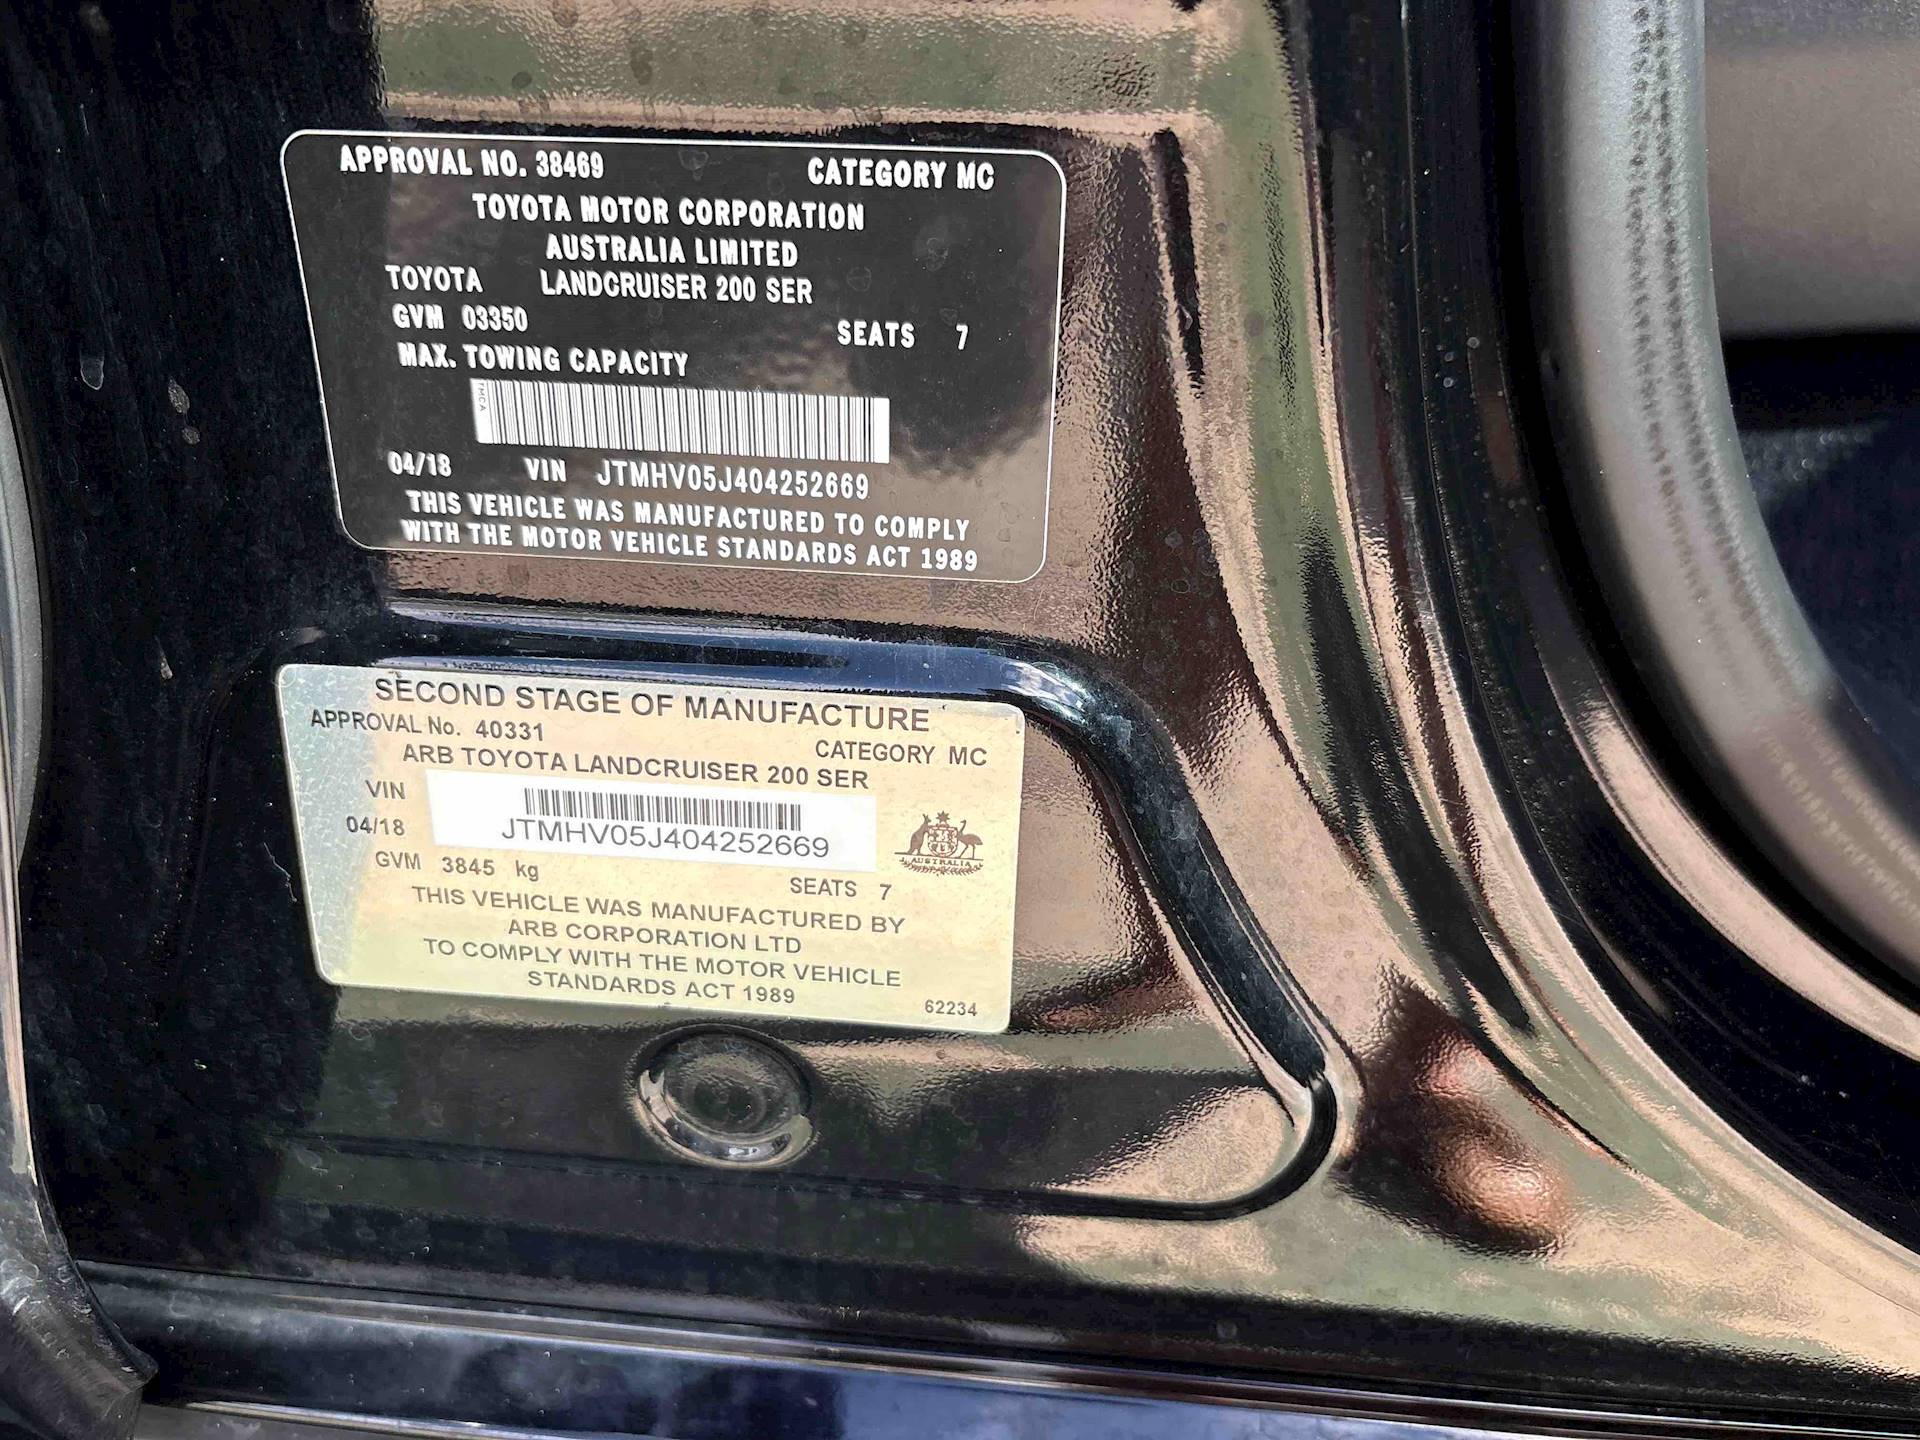 APPROVAL NO. 38469 CATEGORY MC
TOYOTA MOTOR CORPORATION
AUSTRALIA LIMITED
TOYOTA LANDCRUISER 200 SER
GVM 03350
SEATS 7
MAX. TOWING CAPACITY
TMCA
04/18 VIN JTMHV05J404252669
THIS VEHICLE WAS MANUFACTURED TO COMPLY
WITH THE MOTOR VEHICLE STANDARDS ACT 1989
SECOND STAGE OF MANUFACTURE
APPROVAL No. 40331
CATEGORY MC
ARB TOYOTA LANDCRUISER 200 SER
VIN
04/18 JTMHV05J404252669
AUSTRALIA
GVM 3845 kg
SEATS 7
THIS VEHICLE WAS MANUFACTURED BY
ARB CORPORATION LTD
TO COMPLY WITH THE MOTOR VEHICLE
STANDARDS ACT 1989
62234